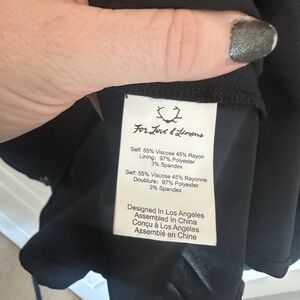 For Love & Lemons
Self: 55% Viscose 45% Rayon
Lining: 97% Polyester
3% Spandex
Self: 55% Viscose 45% Rayonne
Doublure: 97% Polyester
3% Spandex
Designed in Los Angeles
Assembled In China
Conçu à Los Angeles
Assemblé en Chine